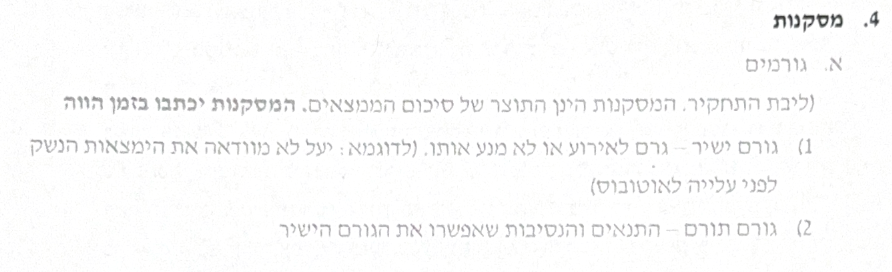 4. מסקנות
א. גורמים
(ליבת התחקיר. המסקנות הינן התוצר של סיכום הממצאים. המסקנות יכתבו בזמן הווה
1) גורם ישיר – גרם לאירוע או לא מנע אותו. (לדוגמא: יעל לא מוודאה את הימצאות הנשק
לפני עלייה לאוטובוס)
2) גורם תורם – התנאים והנסיבות שאפשרו את הגורם הישיר